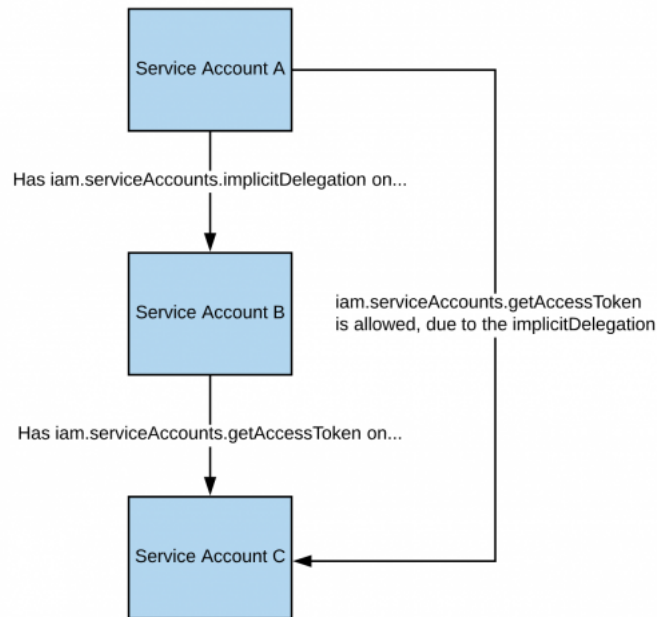 Service Account A
Has iam.serviceAccounts.implicitDelegation on...
Service Account B
iam.serviceAccounts.getAccessToken
is allowed, due to the implicitDelegation
Has iam.serviceAccounts.getAccessToken on...
Service Account C